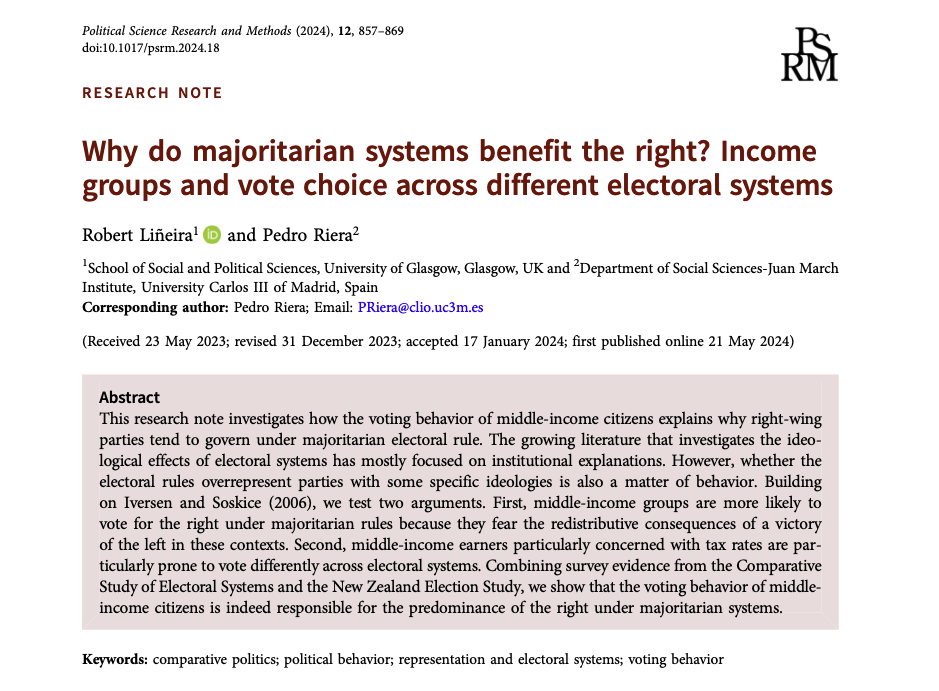 Political Science Research and Methods (2024), 12, 857–869
doi:10.1017/psrm.2024.18
PS
RM
RESEARCH NOTE
Why do majoritarian systems benefit the right? Income
groups and vote choice across different electoral systems
Robert Liñeira1 iD and Pedro Riera2
1School of Social and Political Sciences, University of Glasgow, Glasgow, UK and 2Department of Social Sciences-Juan March
Institute, University Carlos III of Madrid, Spain
Corresponding author: Pedro Riera; Email: PRiera@clio.uc3m.es
(Received 23 May 2023; revised 31 December 2023; accepted 17 January 2024; first published online 21 May 2024)
Abstract
This research note investigates how the voting behavior of middle-income citizens explains why right-wing
parties tend to govern under majoritarian electoral rule. The growing literature that investigates the ideo-
logical effects of electoral systems has mostly focused on institutional explanations. However, whether the
electoral rules overrepresent parties with some specific ideologies is also a matter of behavior. Building
on Iversen and Soskice (2006), we test two arguments. First, middle-income groups are more likely to
vote for the right under majoritarian rules because they fear the redistributive consequences of a victory
of the left in these contexts. Second, middle-income earners particularly concerned with tax rates are par-
ticularly prone to vote differently across electoral systems. Combining survey evidence from the Comparative
Study of Electoral Systems and the New Zealand Election Study, we show that the voting behavior of middle-
income citizens is indeed responsible for the predominance of the right under majoritarian systems.
Keywords: comparative politics; political behavior; representation and electoral systems; voting behavior